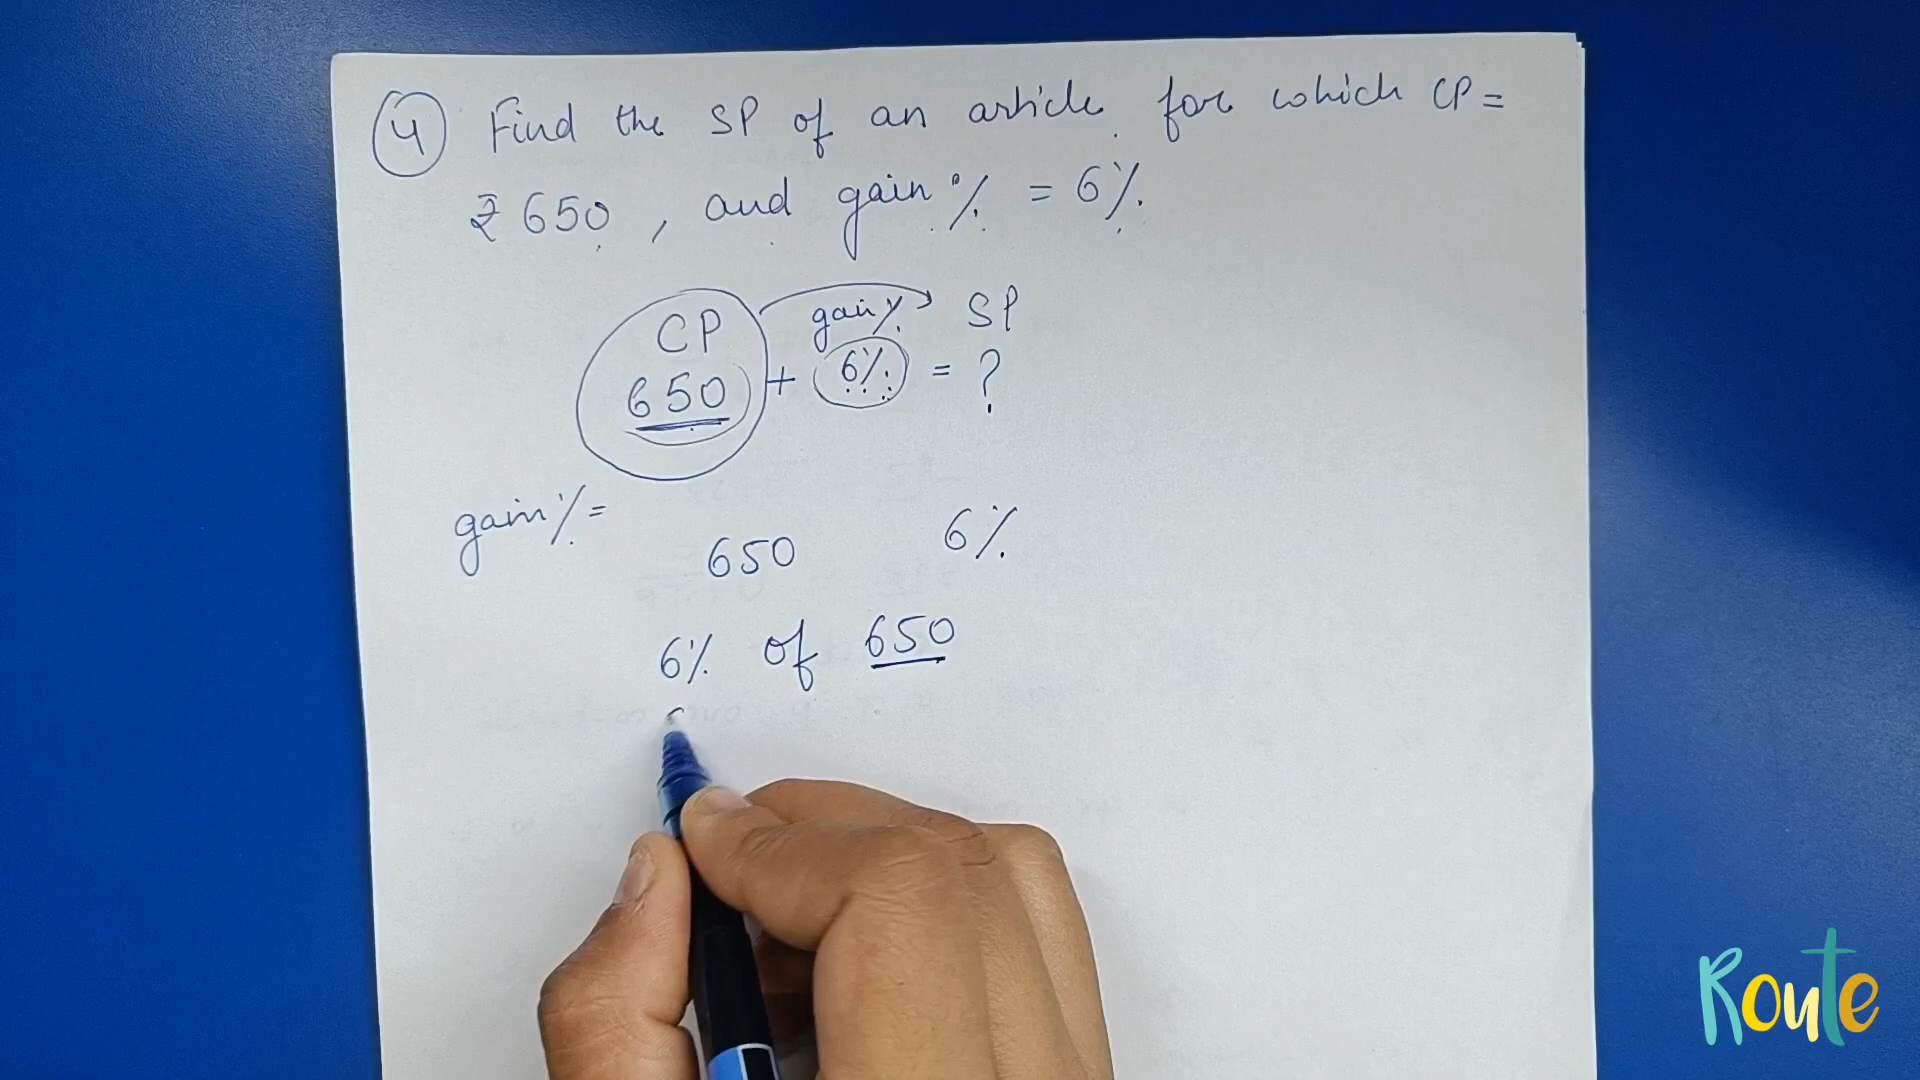 4 Find the SP of an article for which CP =
₹ 650, and gain % = 6%.
CP gain% SP
650 + 6% = ?
gain% =
650 6%
6% of 650
Route